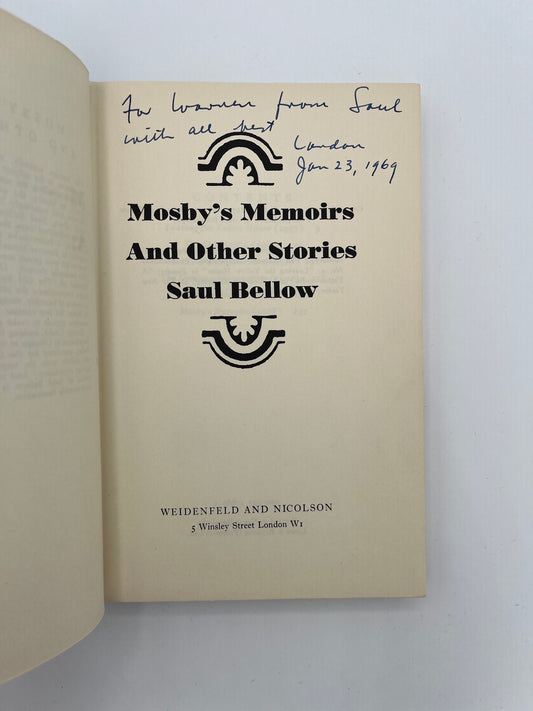 For Warren from Saul
with all best
London
Jan 23, 1969
Mosby's Memoirs
And Other Stories
Saul Bellow
WEIDENFELD AND NICOLSON
5 Winsley Street London W1